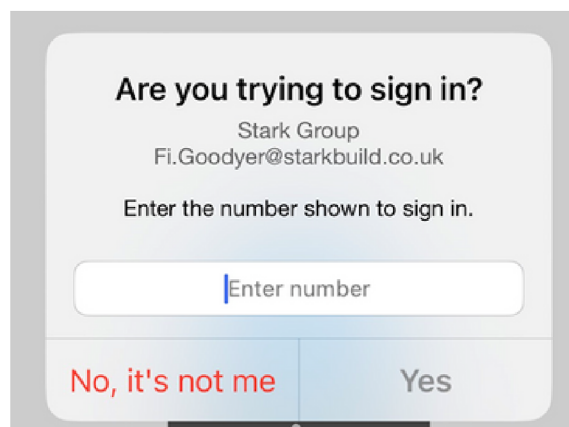 Are you trying to sign in?
Stark Group
Fi.Goodyer@starkbuild.co.uk
Enter the number shown to sign in.
Enter number
No, it's not me
Yes